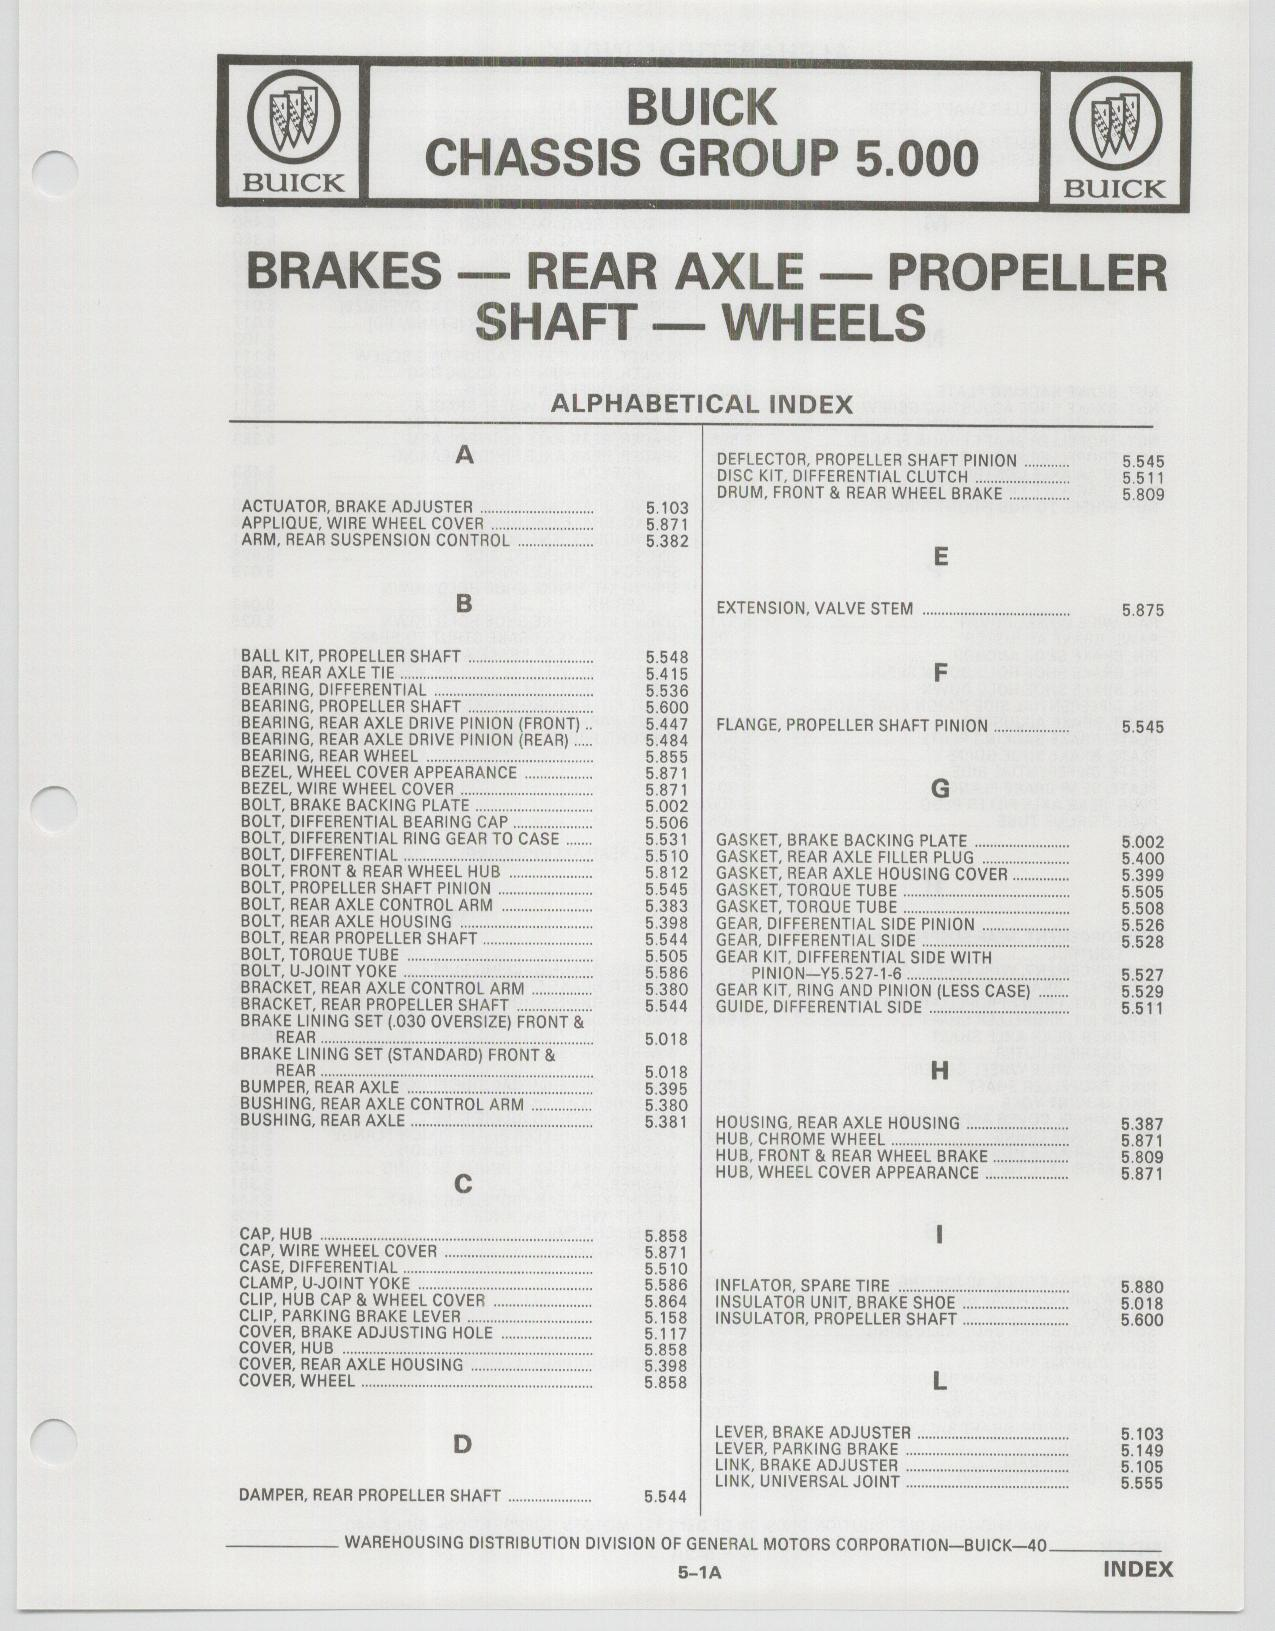 BUICK
CHASSIS GROUP 5.000
BUICK
BUICK
BRAKES — REAR AXLE — PROPELLER
SHAFT — WHEELS
ALPHABETICAL INDEX
A
ACTUATOR, BRAKE ADJUSTER ............ 5.103
APPLIQUE, WIRE WHEEL COVER ............ 5.871
ARM, REAR SUSPENSION CONTROL ............ 5.382
B
BALL KIT, PROPELLER SHAFT ............ 5.548
BAR, REAR AXLE TIE ............ 5.415
BEARING, DIFFERENTIAL ............ 5.536
BEARING, PROPELLER SHAFT ............ 5.600
BEARING, REAR AXLE DRIVE PINION (FRONT) .. 5.447
BEARING, REAR AXLE DRIVE PINION (REAR) ..... 5.484
BEARING, REAR WHEEL ............ 5.855
BEZEL, WHEEL COVER APPEARANCE ............ 5.871
BEZEL, WIRE WHEEL COVER ............ 5.871
BOLT, BRAKE BACKING PLATE ............ 5.002
BOLT, DIFFERENTIAL BEARING CAP ............ 5.506
BOLT, DIFFERENTIAL RING GEAR TO CASE ....... 5.531
BOLT, DIFFERENTIAL ............ 5.510
BOLT, FRONT & REAR WHEEL HUB ............ 5.812
BOLT, PROPELLER SHAFT PINION ............ 5.545
BOLT, REAR AXLE CONTROL ARM ............ 5.383
BOLT, REAR AXLE HOUSING ............ 5.398
BOLT, REAR PROPELLER SHAFT ............ 5.544
BOLT, TORQUE TUBE ............ 5.505
BOLT, U-JOINT YOKE ............ 5.586
BRACKET, REAR AXLE CONTROL ARM ............ 5.380
BRACKET, REAR PROPELLER SHAFT ............ 5.544
BRAKE LINING SET (.030 OVERSIZE) FRONT &
REAR ............ 5.018
BRAKE LINING SET (STANDARD) FRONT &
REAR ............ 5.018
BUMPER, REAR AXLE ............ 5.395
BUSHING, REAR AXLE CONTROL ARM ............ 5.380
BUSHING, REAR AXLE ............ 5.381
C
CAP, HUB ............ 5.858
CAP, WIRE WHEEL COVER ............ 5.871
CASE, DIFFERENTIAL ............ 5.510
CLAMP, U-JOINT YOKE ............ 5.586
CLIP, HUB CAP & WHEEL COVER ............ 5.864
CLIP, PARKING BRAKE LEVER ............ 5.158
COVER, BRAKE ADJUSTING HOLE ............ 5.117
COVER, HUB ............ 5.858
COVER, REAR AXLE HOUSING ............ 5.398
COVER, WHEEL ............ 5.858
D
DAMPER, REAR PROPELLER SHAFT ............ 5.544
DEFLECTOR, PROPELLER SHAFT PINION ............ 5.545
DISC KIT, DIFFERENTIAL CLUTCH ............ 5.511
DRUM, FRONT & REAR WHEEL BRAKE ............ 5.809
E
EXTENSION, VALVE STEM ............ 5.875
F
FLANGE, PROPELLER SHAFT PINION ............ 5.545
G
GASKET, BRAKE BACKING PLATE ............ 5.002
GASKET, REAR AXLE FILLER PLUG ............ 5.400
GASKET, REAR AXLE HOUSING COVER ............ 5.399
GASKET, TORQUE TUBE ............ 5.505
GASKET, TORQUE TUBE ............ 5.508
GEAR, DIFFERENTIAL SIDE PINION ............ 5.526
GEAR, DIFFERENTIAL SIDE ............ 5.528
GEAR KIT, DIFFERENTIAL SIDE WITH
PINION—Y5.527-1-6 ............ 5.527
GEAR KIT, RING AND PINION (LESS CASE) ........ 5.529
GUIDE, DIFFERENTIAL SIDE ............ 5.511
H
HOUSING, REAR AXLE HOUSING ............ 5.387
HUB, CHROME WHEEL ............ 5.871
HUB, FRONT & REAR WHEEL BRAKE ............ 5.809
HUB, WHEEL COVER APPEARANCE ............ 5.871
I
INFLATOR, SPARE TIRE ............ 5.880
INSULATOR UNIT, BRAKE SHOE ............ 5.018
INSULATOR, PROPELLER SHAFT ............ 5.600
L
LEVER, BRAKE ADJUSTER ............ 5.103
LEVER, PARKING BRAKE ............ 5.149
LINK, BRAKE ADJUSTER ............ 5.105
LINK, UNIVERSAL JOINT ............ 5.555
WAREHOUSING DISTRIBUTION DIVISION OF GENERAL MOTORS CORPORATION—BUICK—40
5–1A
INDEX